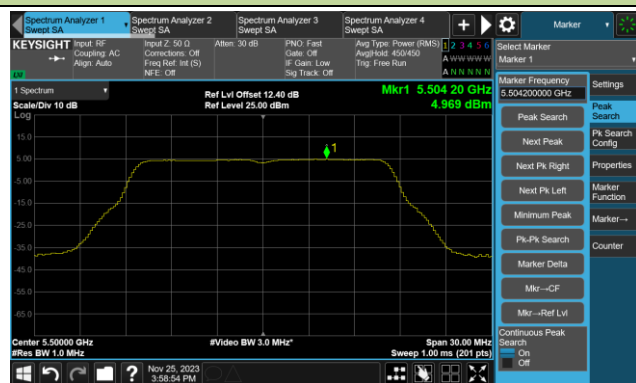 Spectrum Analyzer 1
Swept SA
Spectrum Analyzer 2
Swept SA
Spectrum Analyzer 3
Swept SA
Spectrum Analyzer 4
Swept SA
+
Marker
KEYSIGHT
Input: RF
Coupling: AC
Align: Auto
Input Z: 50 Ω
Corrections: Off
Freq Ref: Int (S)
NFE: Off
Atten: 30 dB
PNO: Fast
Gate: Off
IF Gain: Low
Sig Track: Off
Avg Type: Power (RMS)
Avg|Hold: 450/450
Trig: Free Run
1 2 3 4 5 6
A W W W W W
A N N N N N
Select Marker
Marker 1
1 Spectrum
Scale/Div 10 dB
Log
Ref Lvl Offset 12.40 dB
Ref Level 25.00 dBm
Mkr1 5.504 20 GHz
4.969 dBm
1
15.0
5.00
-5.00
-15.0
-25.0
-35.0
-45.0
-55.0
-65.0
Center 5.50000 GHz
#Res BW 1.0 MHz
#Video BW 3.0 MHz*
Span 30.00 MHz
Sweep 1.00 ms (201 pts)
Marker Frequency
5.504200000 GHz
Peak Search
Next Peak
Next Pk Right
Next Pk Left
Minimum Peak
Pk-Pk Search
Marker Delta
Mkr→CF
Mkr→Ref Lvl
Continuous Peak
Search
On
Off
Settings
Peak
Search
Pk Search
Config
Properties
Marker
Function
Marker→
Counter
?
Nov 25, 2023
3:58:54 PM